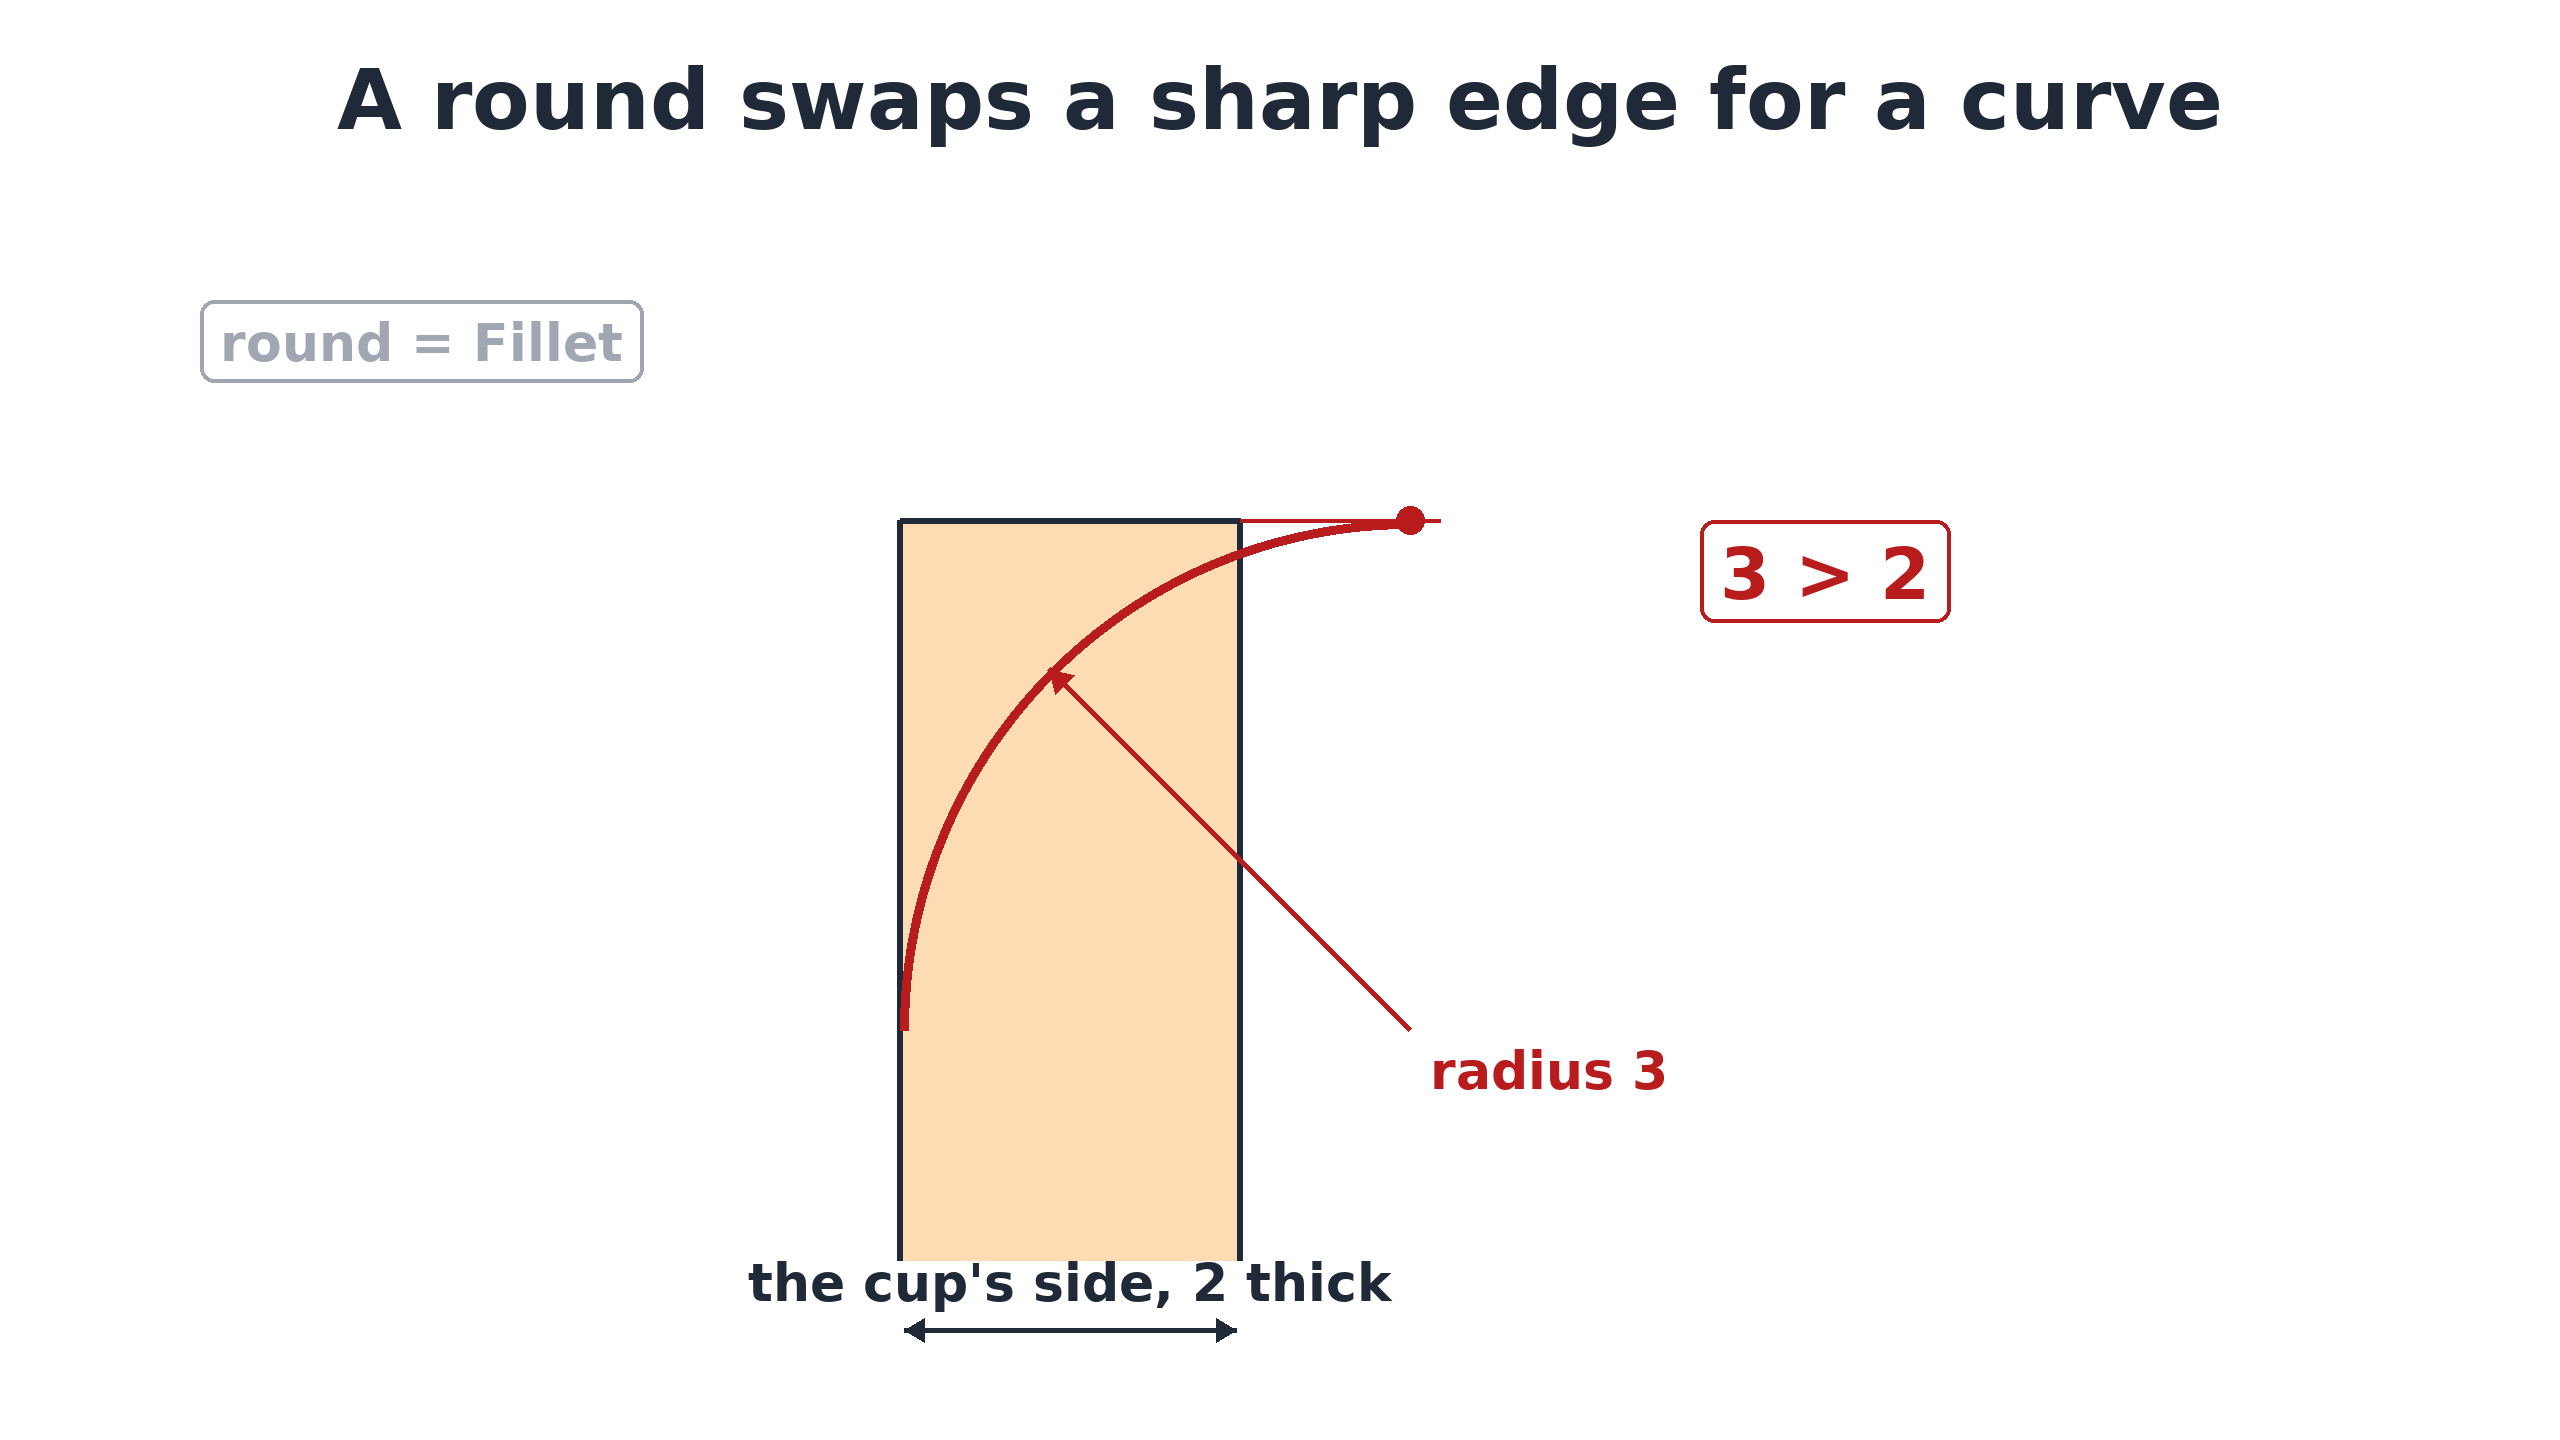 A round swaps a sharp edge for a curve
round = Fillet
3 > 2
radius 3
the cup's side, 2 thick